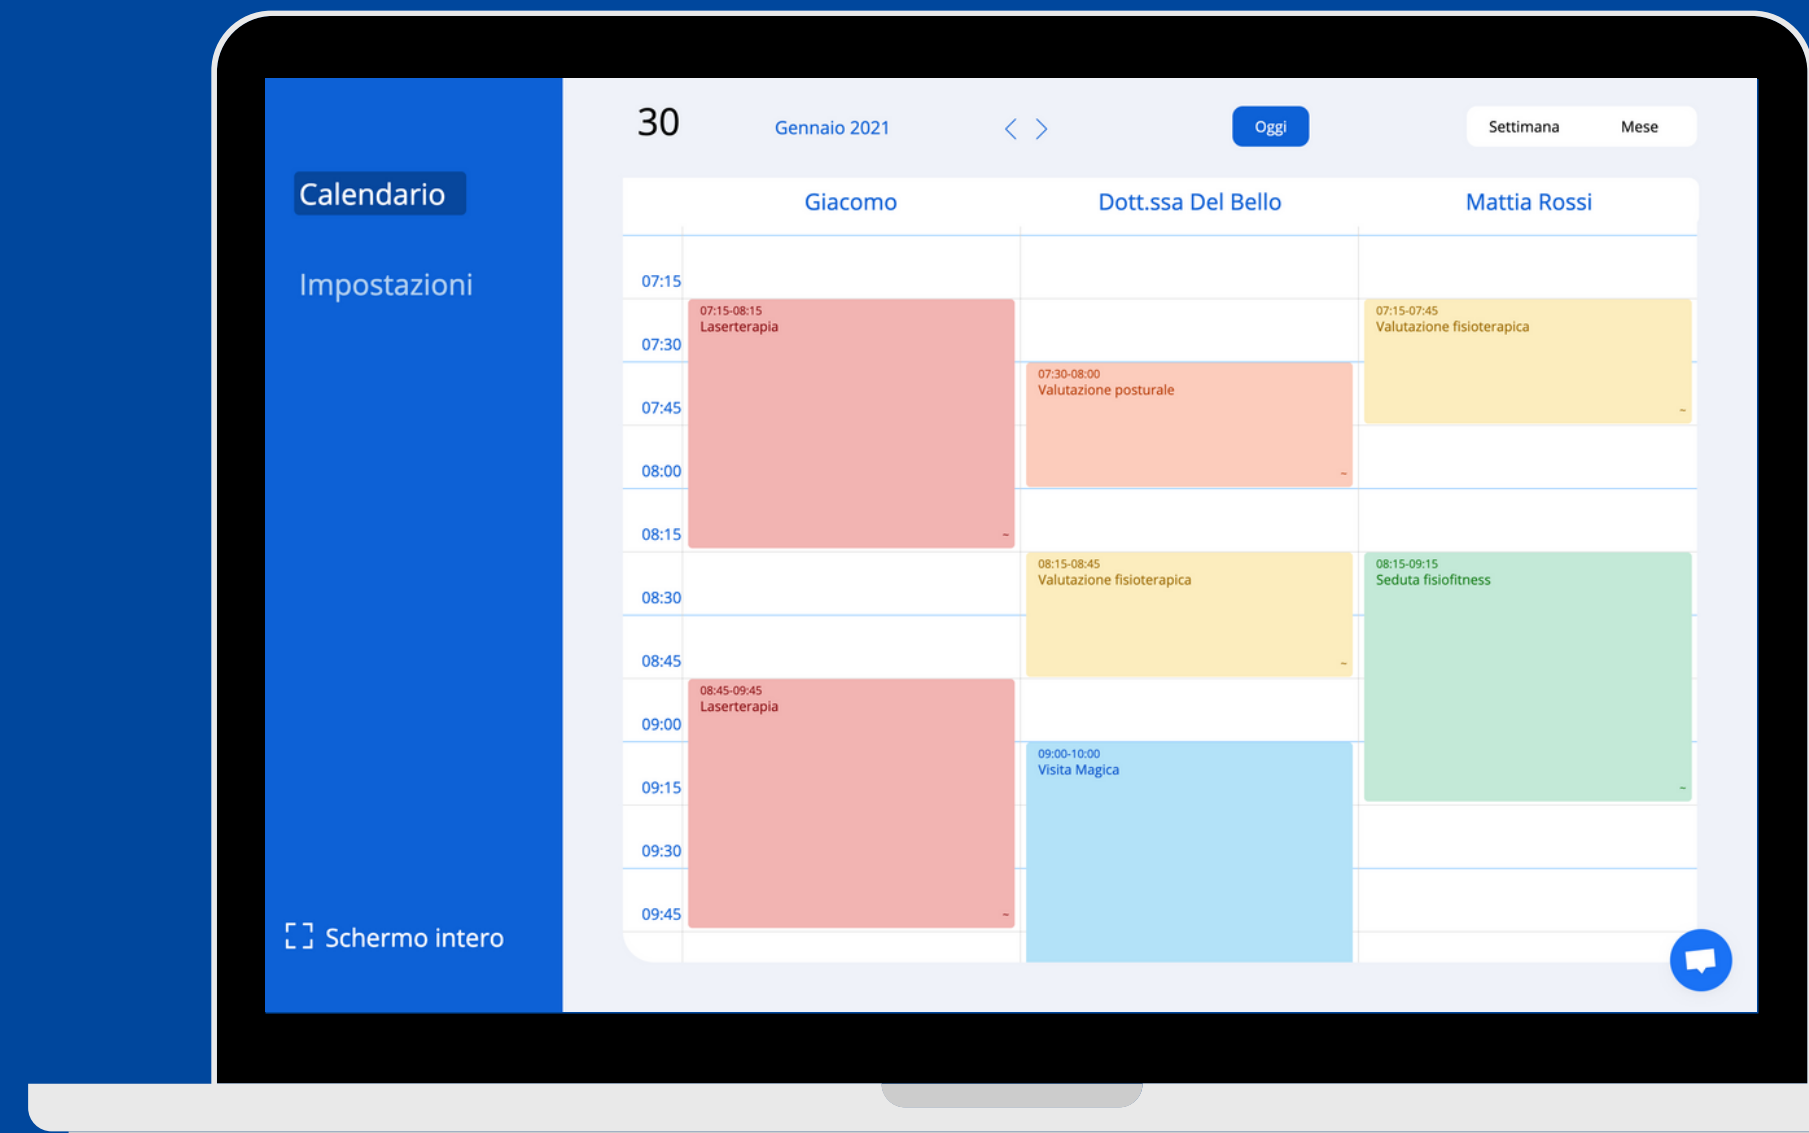 30
Gennaio 2021
Oggi
Settimana
Mese
Calendario
Impostazioni
Schermo intero
Giacomo
Dott.ssa Del Bello
Mattia Rossi
07:15
07:30
07:45
08:00
08:15
08:30
08:45
09:00
09:15
09:30
09:45
07:15-08:15
Laserterapia
~
08:45-09:45
Laserterapia
~
07:30-08:00
Valutazione posturale
~
08:15-08:45
Valutazione fisioterapica
~
09:00-10:00
Visita Magica
07:15-07:45
Valutazione fisioterapica
~
08:15-09:15
Seduta fisiofitness
~